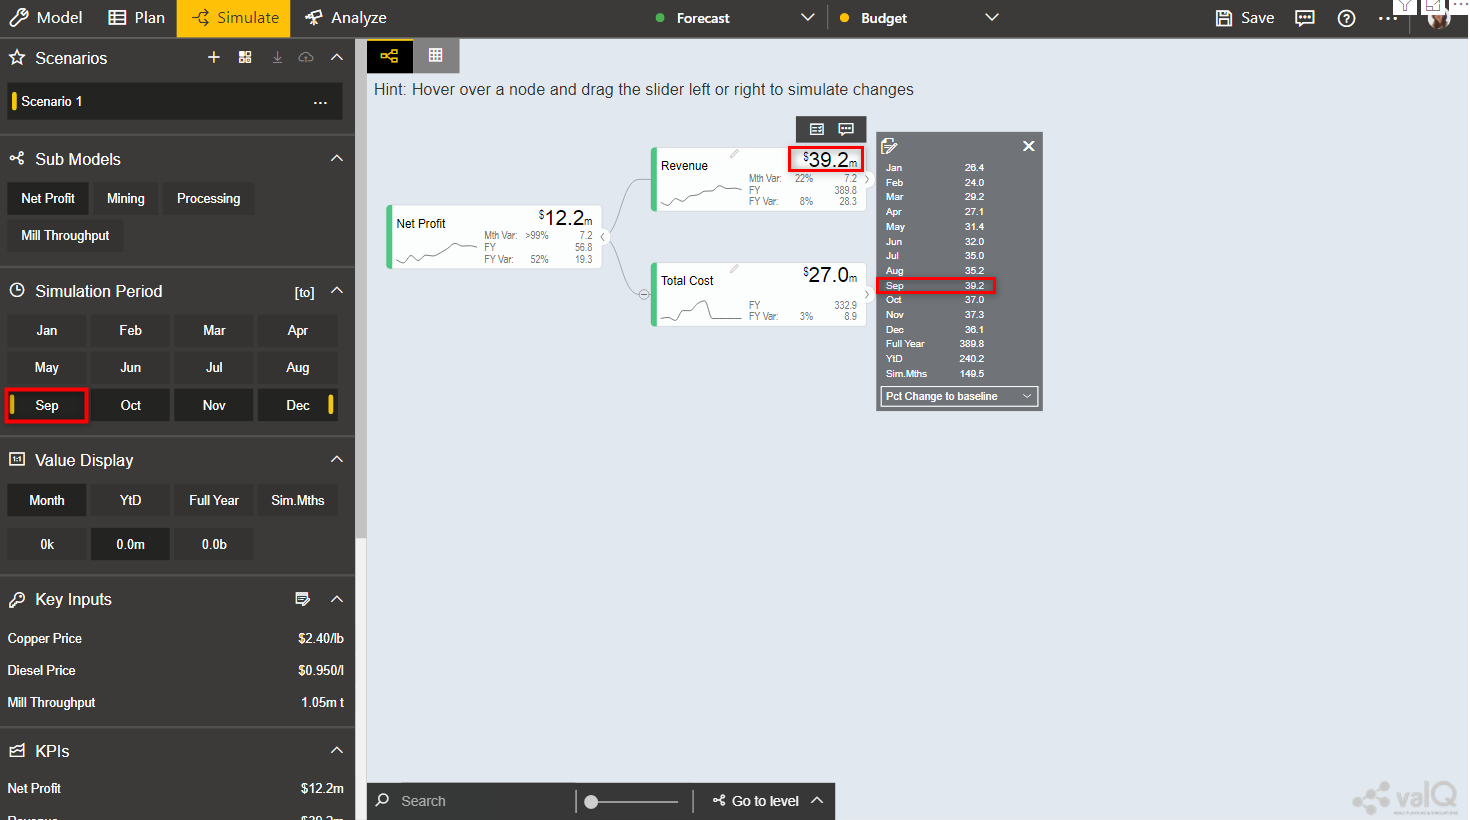 Model Plan Simulate Analyze Forecast Budget Save
Scenarios
Scenario 1
Sub Models
Net Profit Mining Processing
Mill Throughput
Simulation Period [to]
Jan Feb Mar Apr
May Jun Jul Aug
Sep Oct Nov Dec
Value Display
Month YtD Full Year Sim.Mths
0k 0.0m 0.0b
Key Inputs
Copper Price $2.40/lb
Diesel Price $0.950/l
Mill Throughput 1.05m t
KPIs
Net Profit $12.2m
Revenue $39.2m
Hint: Hover over a node and drag the slider left or right to simulate changes
Net Profit $12.2m
Mth Var: >99% 7.2
FY 56.8
FY Var: 52% 19.3
Revenue $39.2m
Mth Var: 22% 7.2
FY 389.8
FY Var: 8% 28.3
Total Cost $27.0m
FY 332.9
FY Var: 3% 8.9
Jan 26.4
Feb 24.0
Mar 29.2
Apr 27.1
May 31.4
Jun 32.0
Jul 35.0
Aug 35.2
Sep 39.2
Oct 37.0
Nov 37.3
Dec 36.1
Full Year 389.8
YtD 240.2
Sim.Mths 149.5
Pct Change to baseline
Search Go to level
valQ